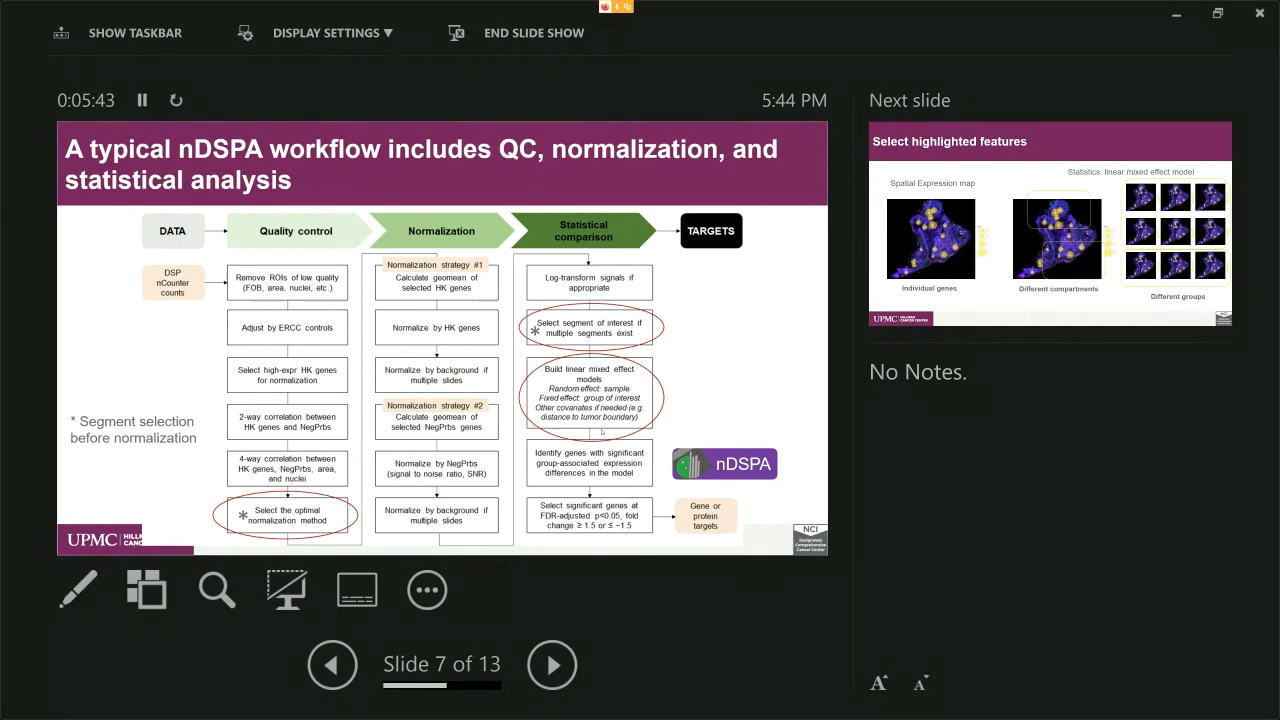 SHOW TASKBAR
DISPLAY SETTINGS ▼
END SLIDE SHOW
0:05:43
5:44 PM
A typical nDSPA workflow includes QC, normalization, and
statistical analysis
DATA
Quality control
Normalization
Statistical
comparison
TARGETS
DSP
nCounter
counts
Remove ROIs of low quality
(FOB, area, nuclei, etc.)
Adjust by ERCC controls
Select high-expr HK genes
for normalization
2-way correlation between
HK genes and NegPrbs
4-way correlation between
HK genes, NegPrbs, area,
and nuclei
* Select the optimal
normalization method
* Segment selection
before normalization
Normalization strategy #1
Calculate geomean of
selected HK genes
Normalize by HK genes
Normalize by background if
multiple slides
Normalization strategy #2
Calculate geomean of
selected NegPrbs genes
Normalize by NegPrbs
(signal to noise ratio, SNR)
Normalize by background if
multiple slides
Log-transform signals if
appropriate
* Select segment of interest if
multiple segments exist
Build linear mixed effect
models
Random effect: sample
Fixed effect: group of interest
Other covariates if needed (e.g.
distance to tumor boundary)
Identify genes with significant
group-associated expression
differences in the model
Select significant genes at
FDR-adjusted p<0.05, fold
change ≥ 1.5 or ≤ −1.5
nDSPA
Gene or
protein
targets
UPMC
NCI
Designated
Comprehensive
Cancer Center
Slide 7 of 13
Next slide
Select highlighted features
Statistics: linear mixed effect model
Spatial Expression map
Individual genes
Different compartments
Different groups
UPMC HILLMAN
CANCER CENTER
No Notes.
A
A